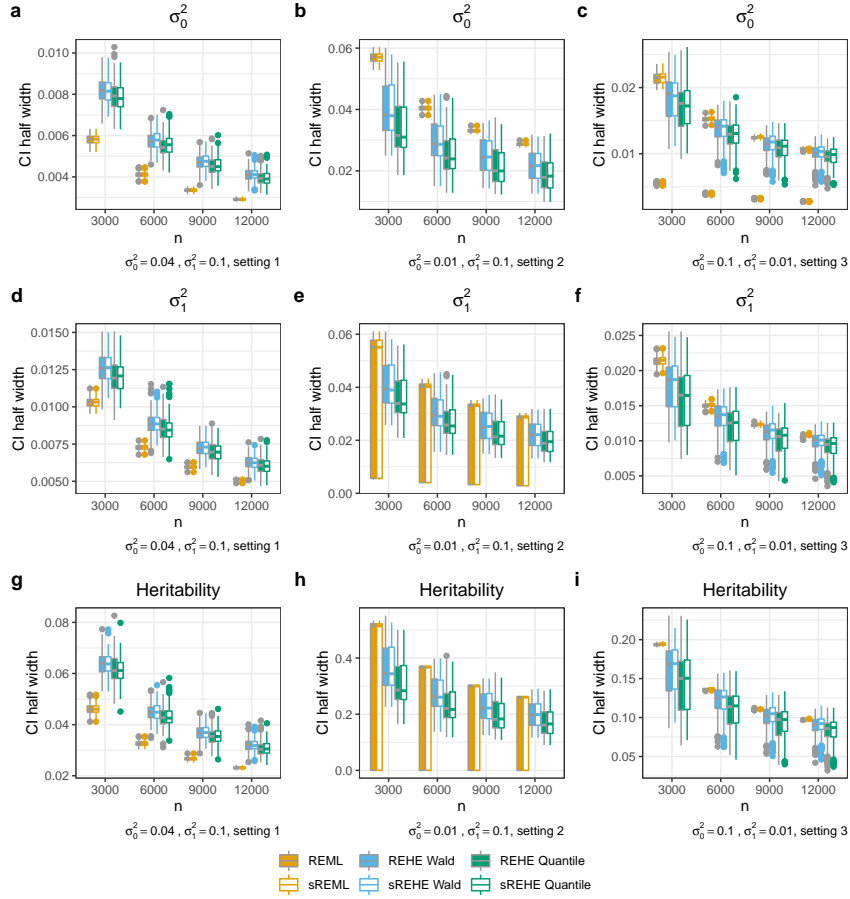 a
σ₀²
CI half width
0.010
0.008
0.006
0.004
3000 6000 9000 12000
n
σ₀² = 0.04 , σ₁² = 0.1, setting 1
b
σ₀²
CI half width
0.06
0.04
0.02
3000 6000 9000 12000
n
σ₀² = 0.01 , σ₁² = 0.1, setting 2
c
σ₀²
CI half width
0.02
0.01
3000 6000 9000 12000
n
σ₀² = 0.1 , σ₁² = 0.01, setting 3
d
σ₁²
CI half width
0.0150
0.0125
0.0100
0.0075
0.0050
3000 6000 9000 12000
n
σ₀² = 0.04 , σ₁² = 0.1, setting 1
e
σ₁²
CI half width
0.06
0.04
0.02
0.00
3000 6000 9000 12000
n
σ₀² = 0.01 , σ₁² = 0.1, setting 2
f
σ₁²
CI half width
0.025
0.020
0.015
0.010
0.005
3000 6000 9000 12000
n
σ₀² = 0.1 , σ₁² = 0.01, setting 3
g
Heritability
CI half width
0.08
0.06
0.04
0.02
3000 6000 9000 12000
n
σ₀² = 0.04 , σ₁² = 0.1, setting 1
h
Heritability
CI half width
0.4
0.2
0.0
3000 6000 9000 12000
n
σ₀² = 0.01 , σ₁² = 0.1, setting 2
i
Heritability
CI half width
0.20
0.15
0.10
0.05
3000 6000 9000 12000
n
σ₀² = 0.1 , σ₁² = 0.01, setting 3
REML REHE Wald REHE Quantile
sREML sREHE Wald sREHE Quantile